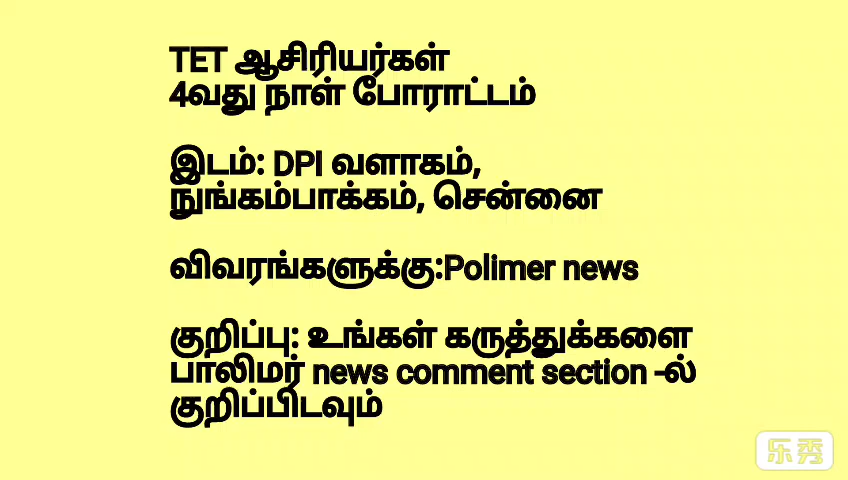 TET ஆசிரியர்கள்
4வது நாள் போராட்டம்
இடம்: DPI வளாகம்,
நுங்கம்பாக்கம், சென்னை
விவரங்களுக்கு:Polimer news
குறிப்பு: உங்கள் கருத்துக்களை
பாலிமர் news comment section -ல்
குறிப்பிடவும்
乐秀